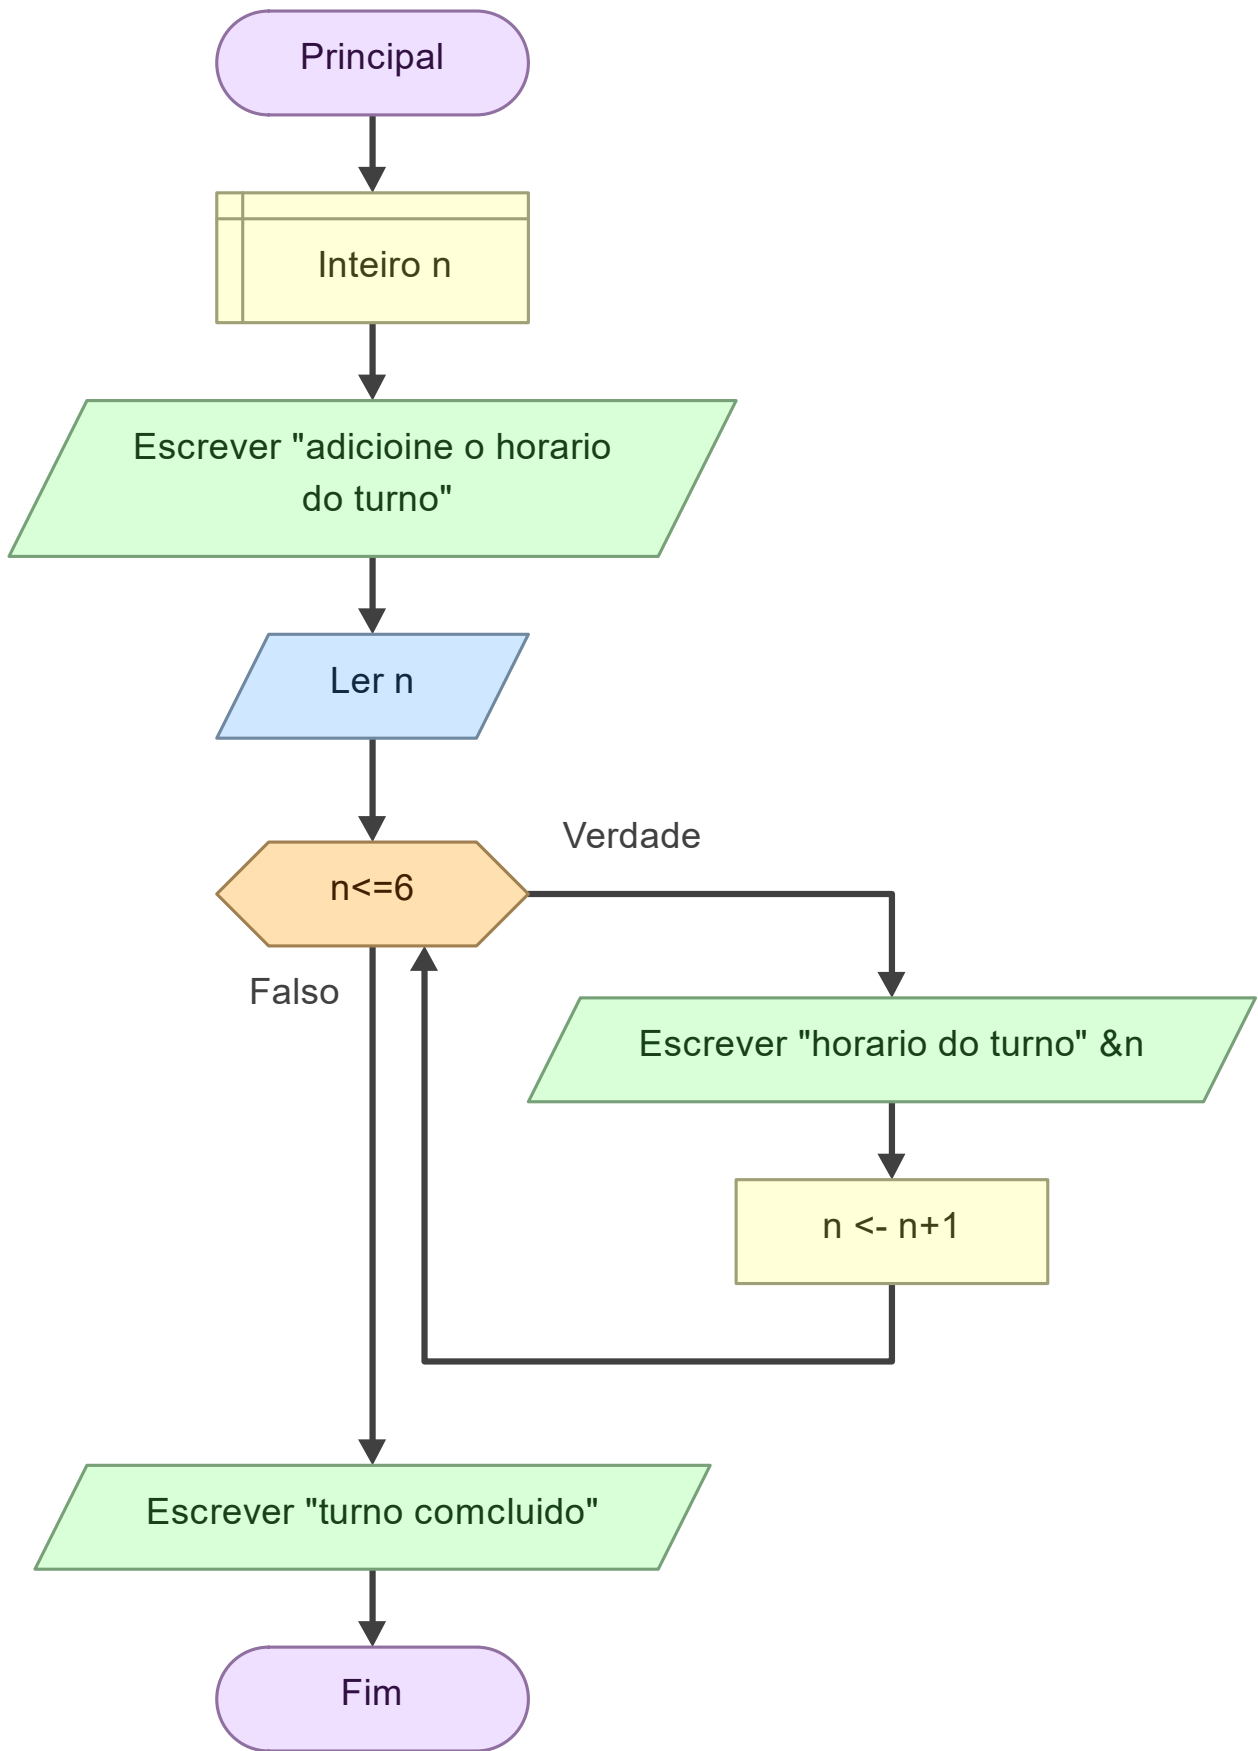 Principal
Inteiro n
Escrever "adicioine o horario
do turno"
Ler n
Verdade
n<=6
Falso
Escrever "horario do turno" &n
n <- n+1
Escrever "turno comcluido"
Fim